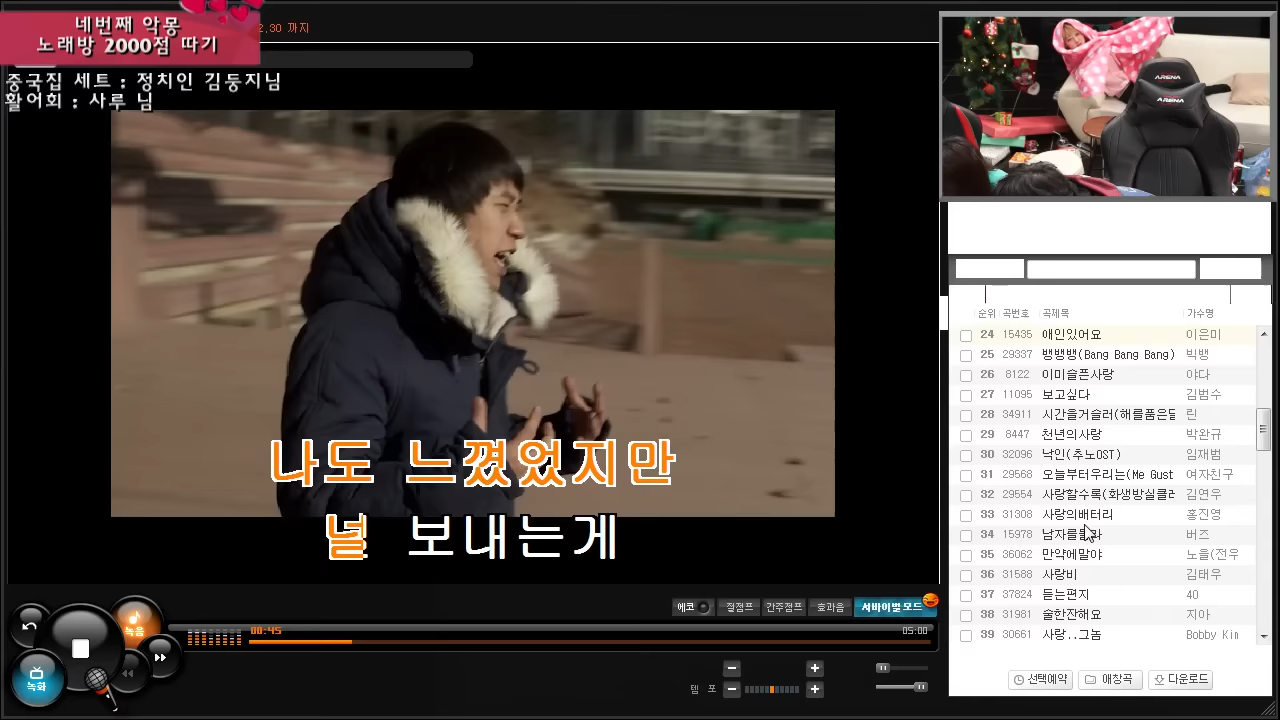 네번째 악몽
노래방 2000점 따기
2.30 까지
중국집 세트 : 정치인 김둥지님
활어회 : 사루 님
ARENA
ARENA
나도 느꼈었지만
널 보내는게
순위 곡번호 곡제목 가수명
24 15435 애인있어요 이은미
25 29337 뱅뱅뱅(Bang Bang Bang) 빅뱅
26 8122 이미슬픈사랑 야다
27 11095 보고싶다 김범수
28 34911 시간을거슬러(해를품은달 린
29 8447 천년의사랑 박완규
30 32096 낙인(추노OST) 임재범
31 29568 오늘부터우리는(Me Gust 여자친구
32 29554 사랑할수록(화생방실클라 김연우
33 31308 사랑의배터리 홍진영
34 15978 남자를몰라 버즈
35 36062 만약에말야 노을(전우
36 31588 사랑비 김태우
37 37824 듣는편지 40
38 31981 술한잔해요 지아
39 30661 사랑..그놈 Bobby Kim
선택예약 애창곡 다운로드
에코 절점프 간주점프 효과음 서바이벌 모드
녹음
00:45
05:00
녹화
템 포